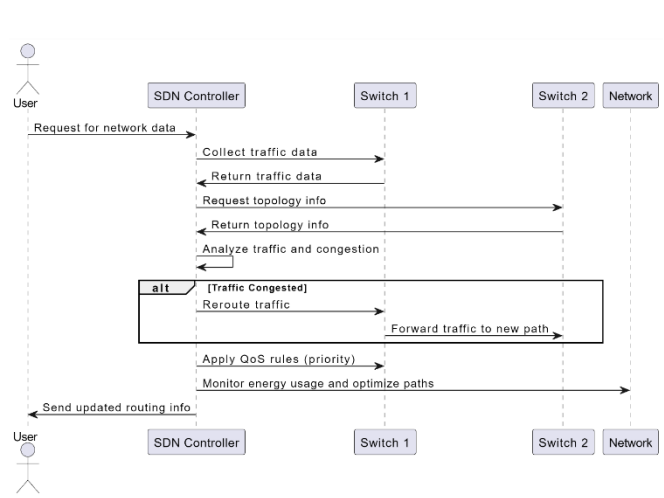 User
SDN Controller
Switch 1
Switch 2
Network
Request for network data
Collect traffic data
Return traffic data
Request topology info
Return topology info
Analyze traffic and congestion
alt
[Traffic Congested]
Reroute traffic
Forward traffic to new path
Apply QoS rules (priority)
Monitor energy usage and optimize paths
Send updated routing info
User
SDN Controller
Switch 1
Switch 2
Network